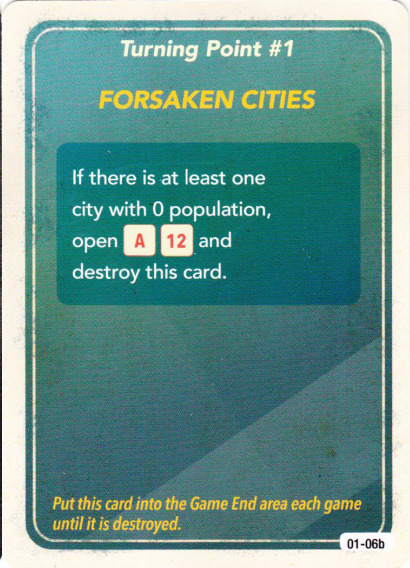 Turning Point #1
FORSAKEN CITIES
If there is at least one
city with 0 population,
open A 12 and
destroy this card.
Put this card into the Game End area each game
until it is destroyed.
01-06b